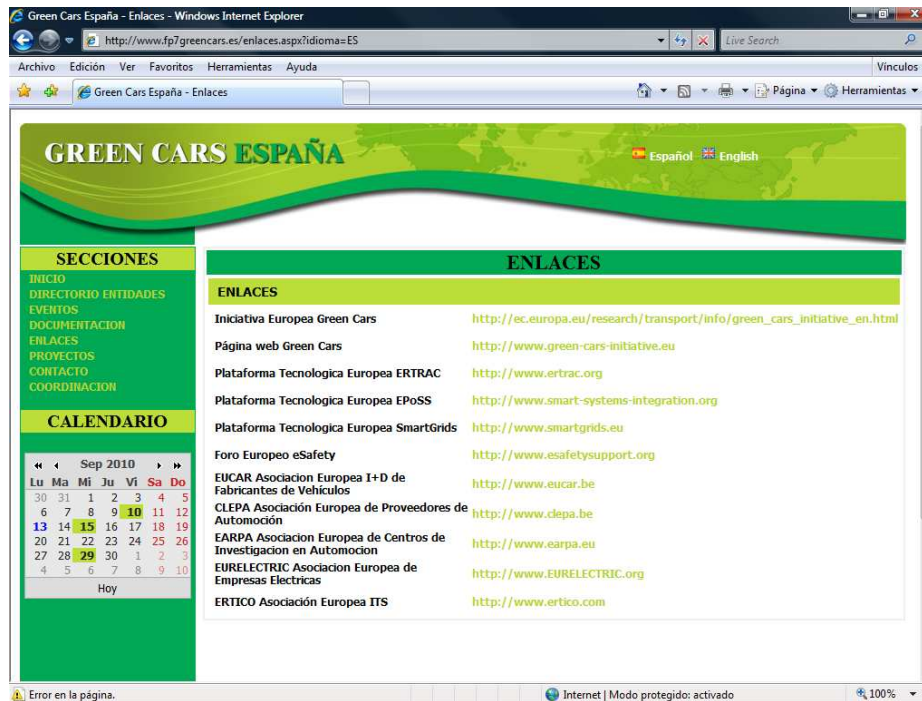 Green Cars España - Enlaces - Windows Internet Explorer
http://www.fp7greencars.es/enlaces.aspx?idioma=ES
Live Search
Archivo Edición Ver Favoritos Herramientas Ayuda
Vínculos
Green Cars España - Enlaces
Página Herramientas
GREEN CARS ESPAÑA
Español English
SECCIONES
INICIO
DIRECTORIO ENTIDADES
EVENTOS
DOCUMENTACION
ENLACES
PROYECTOS
CONTACTO
COORDINACION
CALENDARIO
Sep 2010
Lu Ma Mi Ju Vi Sa Do
30 31 1 2 3 4 5
6 7 8 9 10 11 12
13 14 15 16 17 18 19
20 21 22 23 24 25 26
27 28 29 30 1 2 3
4 5 6 7 8 9 10
Hoy
ENLACES
ENLACES
Iniciativa Europea Green Cars http://ec.europa.eu/research/transport/info/green_cars_initiative_en.html
Página web Green Cars http://www.green-cars-initiative.eu
Plataforma Tecnologica Europea ERTRAC http://www.ertrac.org
Plataforma Tecnologica Europea EPoSS http://www.smart-systems-integration.org
Plataforma Tecnologica Europea SmartGrids http://www.smartgrids.eu
Foro Europeo eSafety http://www.esafetysupport.org
EUCAR Asociacion Europea I+D de
Fabricantes de Vehículos http://www.eucar.be
CLEPA Asociación Europea de Proveedores de
Automoción http://www.clepa.be
EARPA Asociacion Europea de Centros de
Investigacion en Automocion http://www.earpa.eu
EURELECTRIC Asociacion Europea de
Empresas Electricas http://www.EURELECTRIC.org
ERTICO Asociación Europea ITS http://www.ertico.com
Error en la página.
Internet | Modo protegido: activado
100%